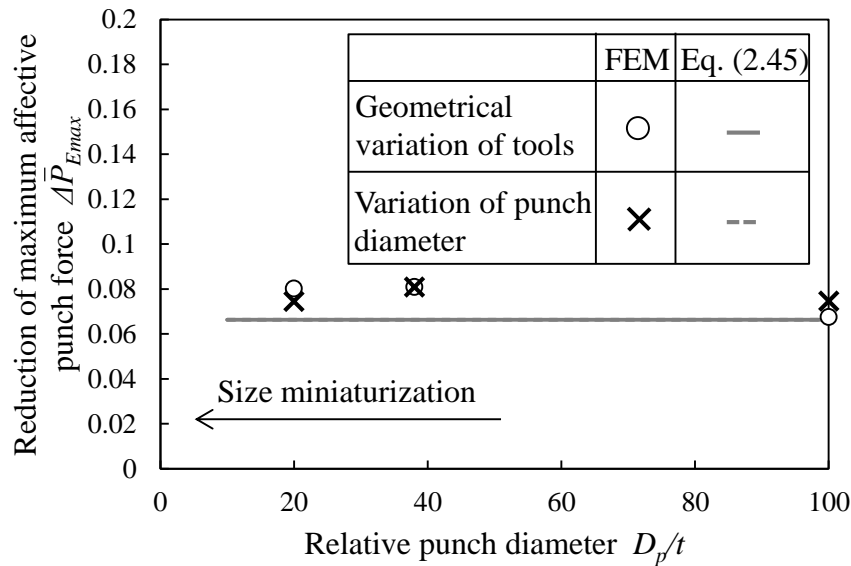 Reduction of maximum affective
punch force ΔP̄Emax
0.2
0.18
0.16
0.14
0.12
0.1
0.08
0.06
0.04
0.02
0
FEM Eq. (2.45)
Geometrical
variation of tools
Variation of punch
diameter
Size miniaturization
0 20 40 60 80 100
Relative punch diameter Dp/t